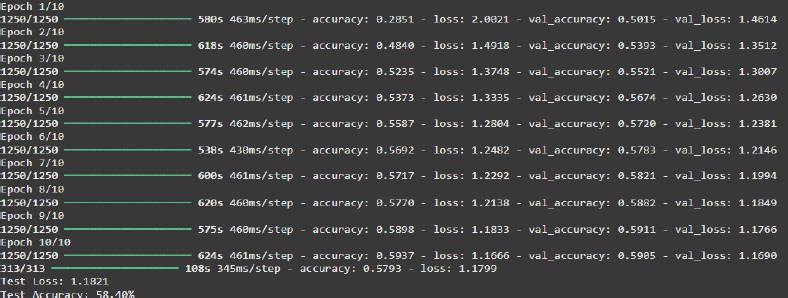 Epoch 1/10
1250/1250 580s 463ms/step - accuracy: 0.2851 - loss: 2.0021 - val_accuracy: 0.5015 - val_loss: 1.4614
Epoch 2/10
1250/1250 618s 460ms/step - accuracy: 0.4840 - loss: 1.4918 - val_accuracy: 0.5393 - val_loss: 1.3512
Epoch 3/10
1250/1250 574s 460ms/step - accuracy: 0.5235 - loss: 1.3748 - val_accuracy: 0.5521 - val_loss: 1.3007
Epoch 4/10
1250/1250 624s 461ms/step - accuracy: 0.5373 - loss: 1.3335 - val_accuracy: 0.5674 - val_loss: 1.2630
Epoch 5/10
1250/1250 577s 462ms/step - accuracy: 0.5587 - loss: 1.2804 - val_accuracy: 0.5720 - val_loss: 1.2381
Epoch 6/10
1250/1250 538s 430ms/step - accuracy: 0.5692 - loss: 1.2482 - val_accuracy: 0.5783 - val_loss: 1.2146
Epoch 7/10
1250/1250 600s 461ms/step - accuracy: 0.5717 - loss: 1.2292 - val_accuracy: 0.5821 - val_loss: 1.1994
Epoch 8/10
1250/1250 620s 460ms/step - accuracy: 0.5770 - loss: 1.2138 - val_accuracy: 0.5882 - val_loss: 1.1849
Epoch 9/10
1250/1250 575s 460ms/step - accuracy: 0.5898 - loss: 1.1833 - val_accuracy: 0.5911 - val_loss: 1.1766
Epoch 10/10
1250/1250 624s 461ms/step - accuracy: 0.5937 - loss: 1.1666 - val_accuracy: 0.5905 - val_loss: 1.1690
313/313 108s 345ms/step - accuracy: 0.5793 - loss: 1.1799
Test Loss: 1.1821
Test Accuracy: 58.40%